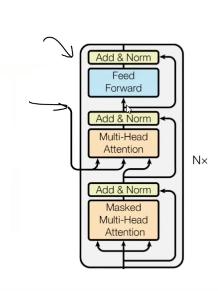 Add & Norm
Feed
Forward
Add & Norm
Multi-Head
Attention
N×
Add & Norm
Masked
Multi-Head
Attention